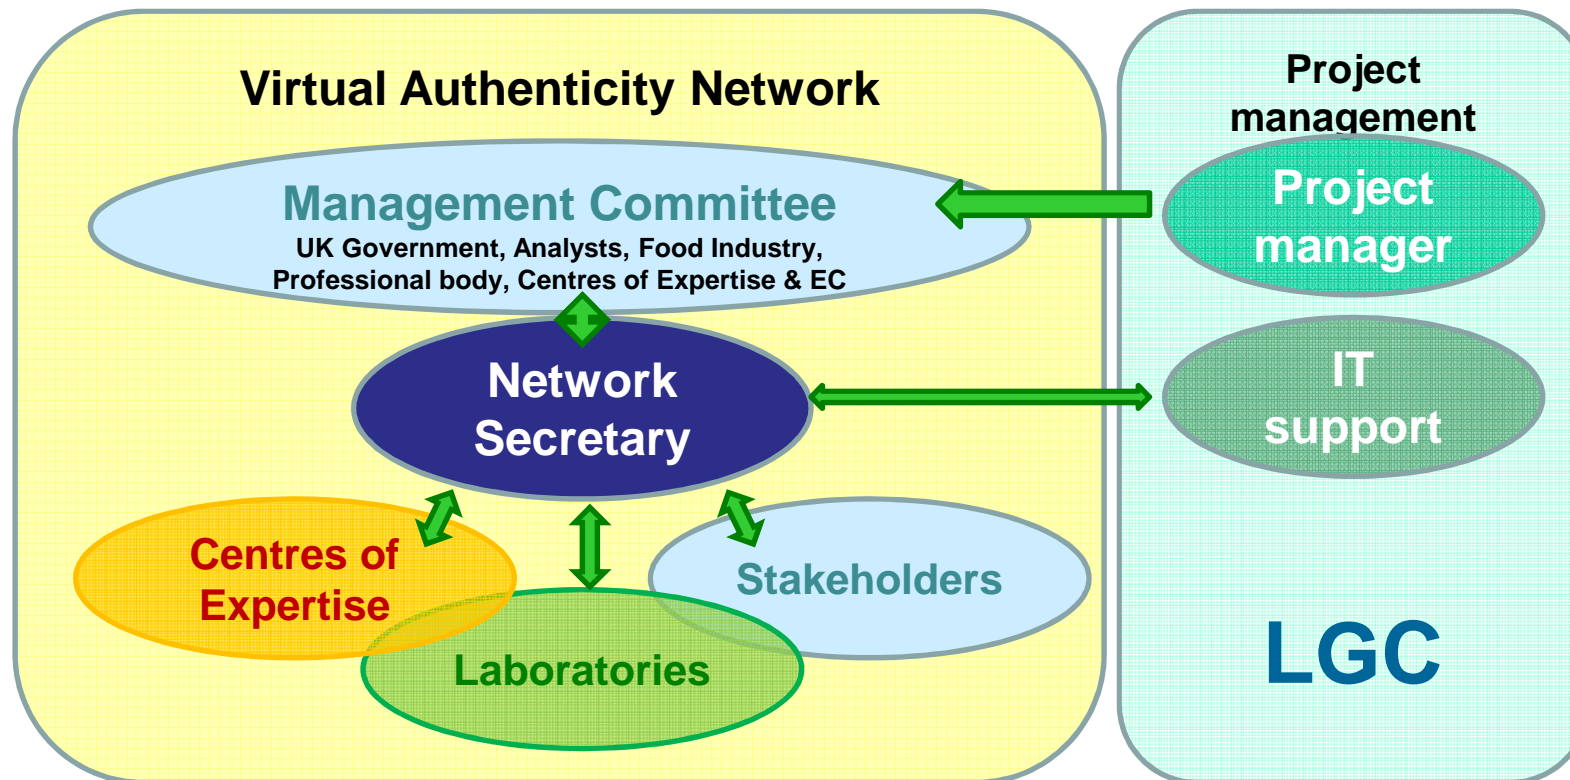 Virtual Authenticity Network
Management Committee
UK Government, Analysts, Food Industry,
Professional body, Centres of Expertise & EC
Network
Secretary
Centres of
Expertise
Stakeholders
Laboratories
Project
management
Project
manager
IT
support
LGC